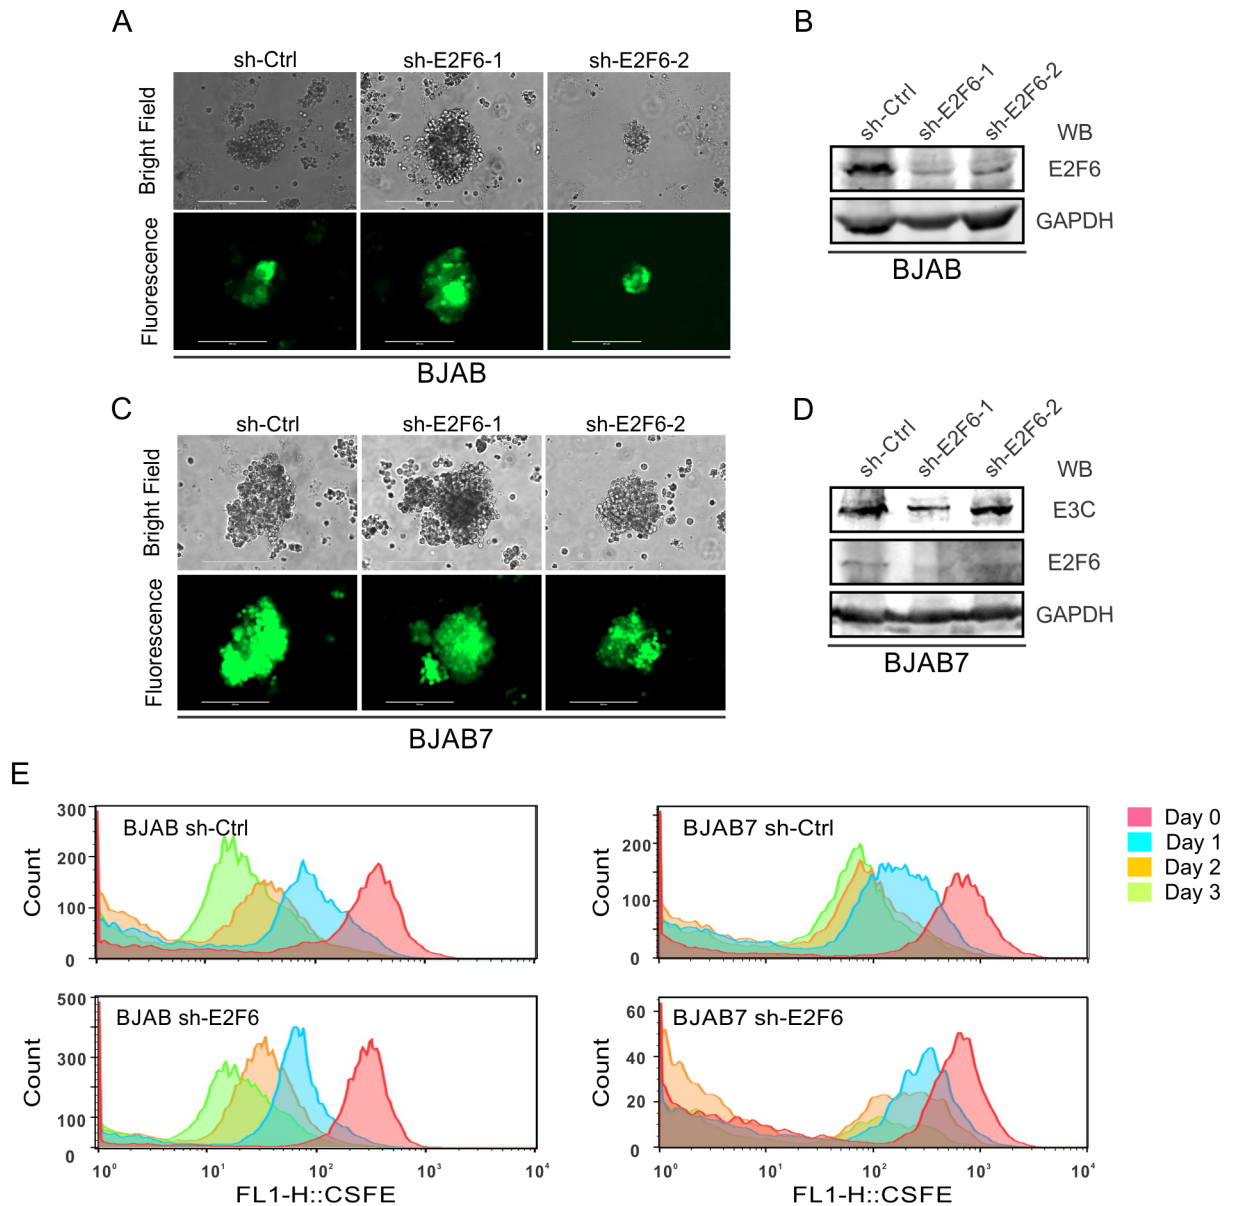 A
sh-Ctrl sh-E2F6-1 sh-E2F6-2
Bright Field
Fluorescence
BJAB
B
sh-Ctrl sh-E2F6-1 sh-E2F6-2 WB
E2F6
GAPDH
BJAB
C
sh-Ctrl sh-E2F6-1 sh-E2F6-2
Bright Field
Fluorescence
BJAB7
D
sh-Ctrl sh-E2F6-1 sh-E2F6-2 WB
E3C
E2F6
GAPDH
BJAB7
E
BJAB sh-Ctrl
Count
300
200
100
0
BJAB7 sh-Ctrl
Count
200
100
0
Day 0
Day 1
Day 2
Day 3
BJAB sh-E2F6
Count
500
300
100
0
10⁰ 10¹ 10² 10³ 10⁴
FL1-H::CSFE
BJAB7 sh-E2F6
Count
60
40
20
0
10⁰ 10¹ 10² 10³ 10⁴
FL1-H::CSFE